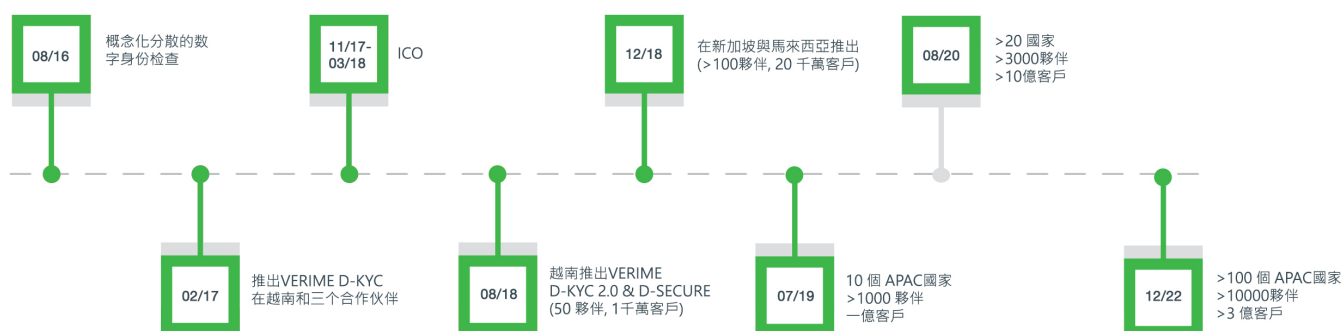 08/16
概念化分散的数
字身份检查
11/17-
03/18
ICO
12/18
在新加坡與馬來西亞推出
(>100夥伴, 20 千萬客戶)
08/20
>20 國家
>3000夥伴
>10億客戶
02/17
推出VERIME D-KYC
在越南和三个合作伙伴
08/18
越南推出VERIME
D-KYC 2.0 & D-SECURE
(50 夥伴, 1千萬客戶)
07/19
10 個 APAC國家
>1000 夥伴
一億客戶
12/22
>100 個 APAC國家
>10000夥伴
>3 億客戶